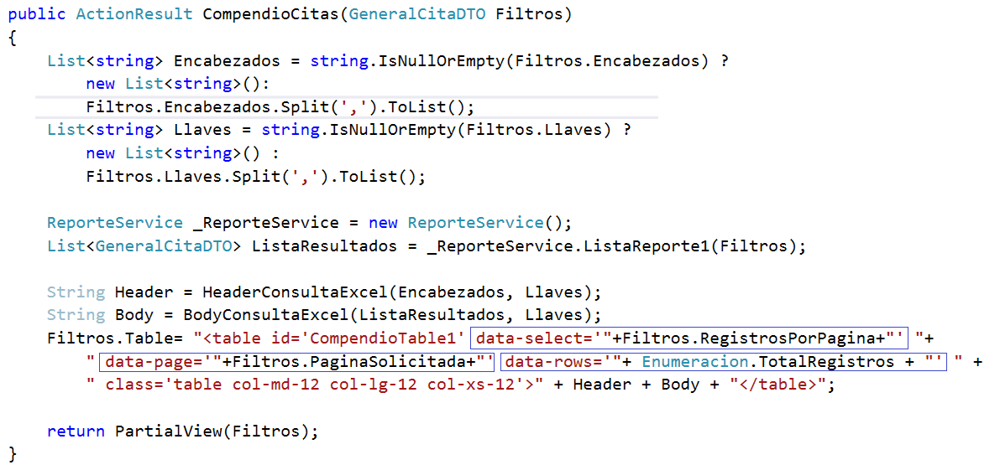 public ActionResult CompendioCitas(GeneralCitaDTO Filtros)
{
List<string> Encabezados = string.IsNullOrEmpty(Filtros.Encabezados) ?
new List<string>():
Filtros.Encabezados.Split(',').ToList();
List<string> Llaves = string.IsNullOrEmpty(Filtros.Llaves) ?
new List<string>() :
Filtros.Llaves.Split(',').ToList();
ReporteService _ReporteService = new ReporteService();
List<GeneralCitaDTO> ListaResultados = _ReporteService.ListaReporte1(Filtros);
String Header = HeaderConsultaExcel(Encabezados, Llaves);
String Body = BodyConsultaExcel(ListaResultados, Llaves);
Filtros.Table= "<table id='CompendioTable1' data-select='"+Filtros.RegistrosPorPagina+"' "+
" data-page='"+Filtros.PaginaSolicitada+"' data-rows='"+ Enumeracion.TotalRegistros + "' " +
" class='table col-md-12 col-lg-12 col-xs-12'>" + Header + Body + "</table>";
return PartialView(Filtros);
}